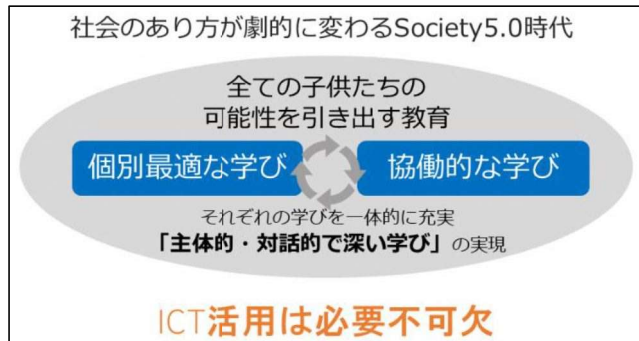 社会のあり方が劇的に変わるSociety5.0時代
全ての子供たちの
可能性を引き出す教育
個別最適な学び
協働的な学び
それぞれの学びを一体的に充実
「主体的・対話的で深い学び」の実現
ICT活用は必要不可欠